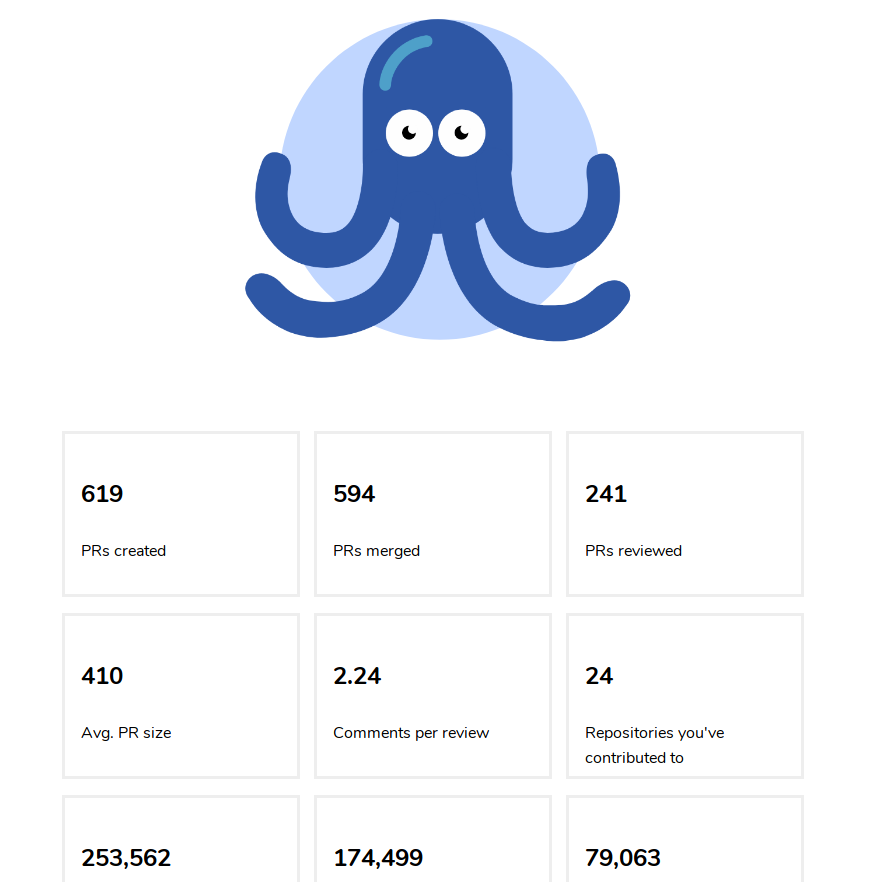 619
594
241
PRs created
PRs merged
PRs reviewed
410
2.24
24
Avg. PR size
Comments per review
Repositories you've
contributed to
253,562
174,499
79,063